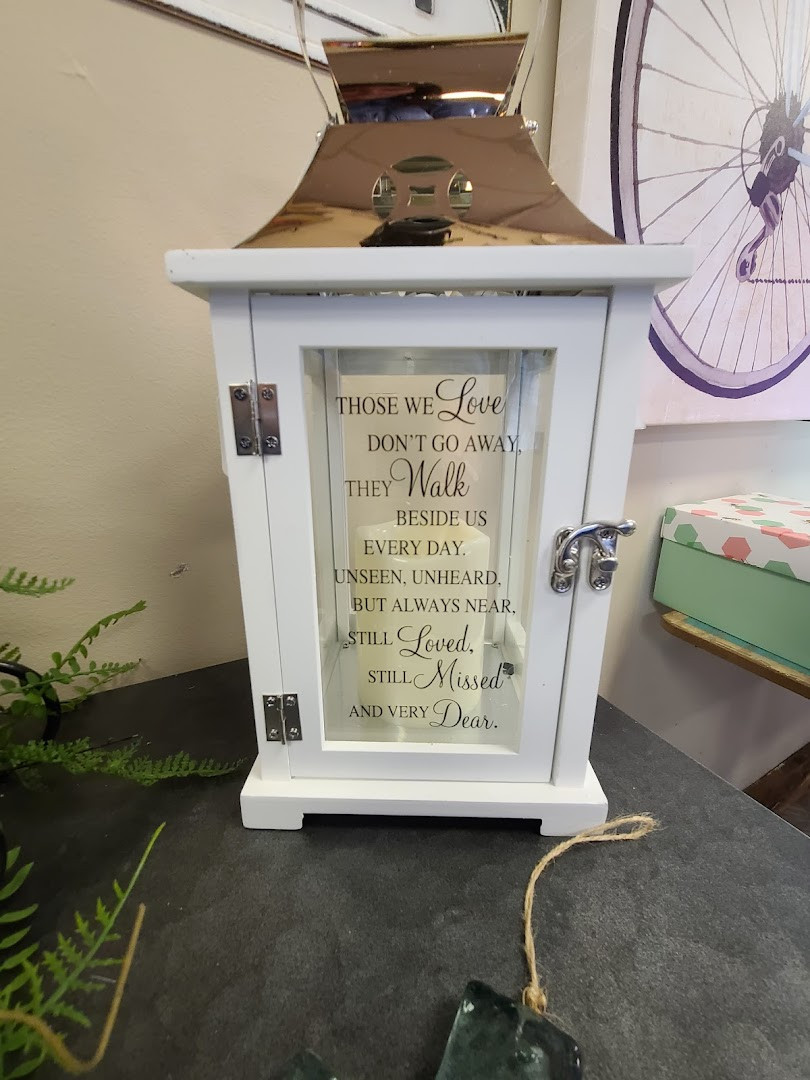 THOSE WE Love
DON'T GO AWAY,
THEY Walk
BESIDE US
EVERY DAY.
UNSEEN, UNHEARD,
BUT ALWAYS NEAR,
STILL Loved,
STILL Missed
AND VERY Dear.